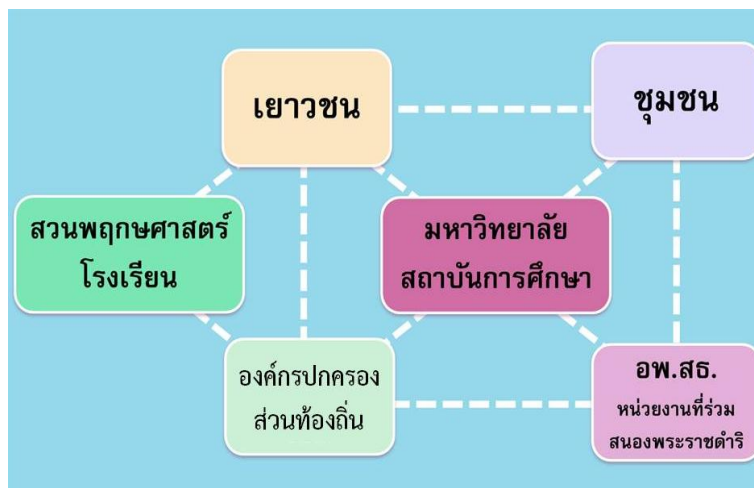 เยาวชน
ชุมชน
สวนพฤกษศาสตร์
โรงเรียน
มหาวิทยาลัย
สถาบันการศึกษา
องค์กรปกครอง
ส่วนท้องถิ่น
อพ.สธ.
หน่วยงานที่ร่วม
สนองพระราชดำริ